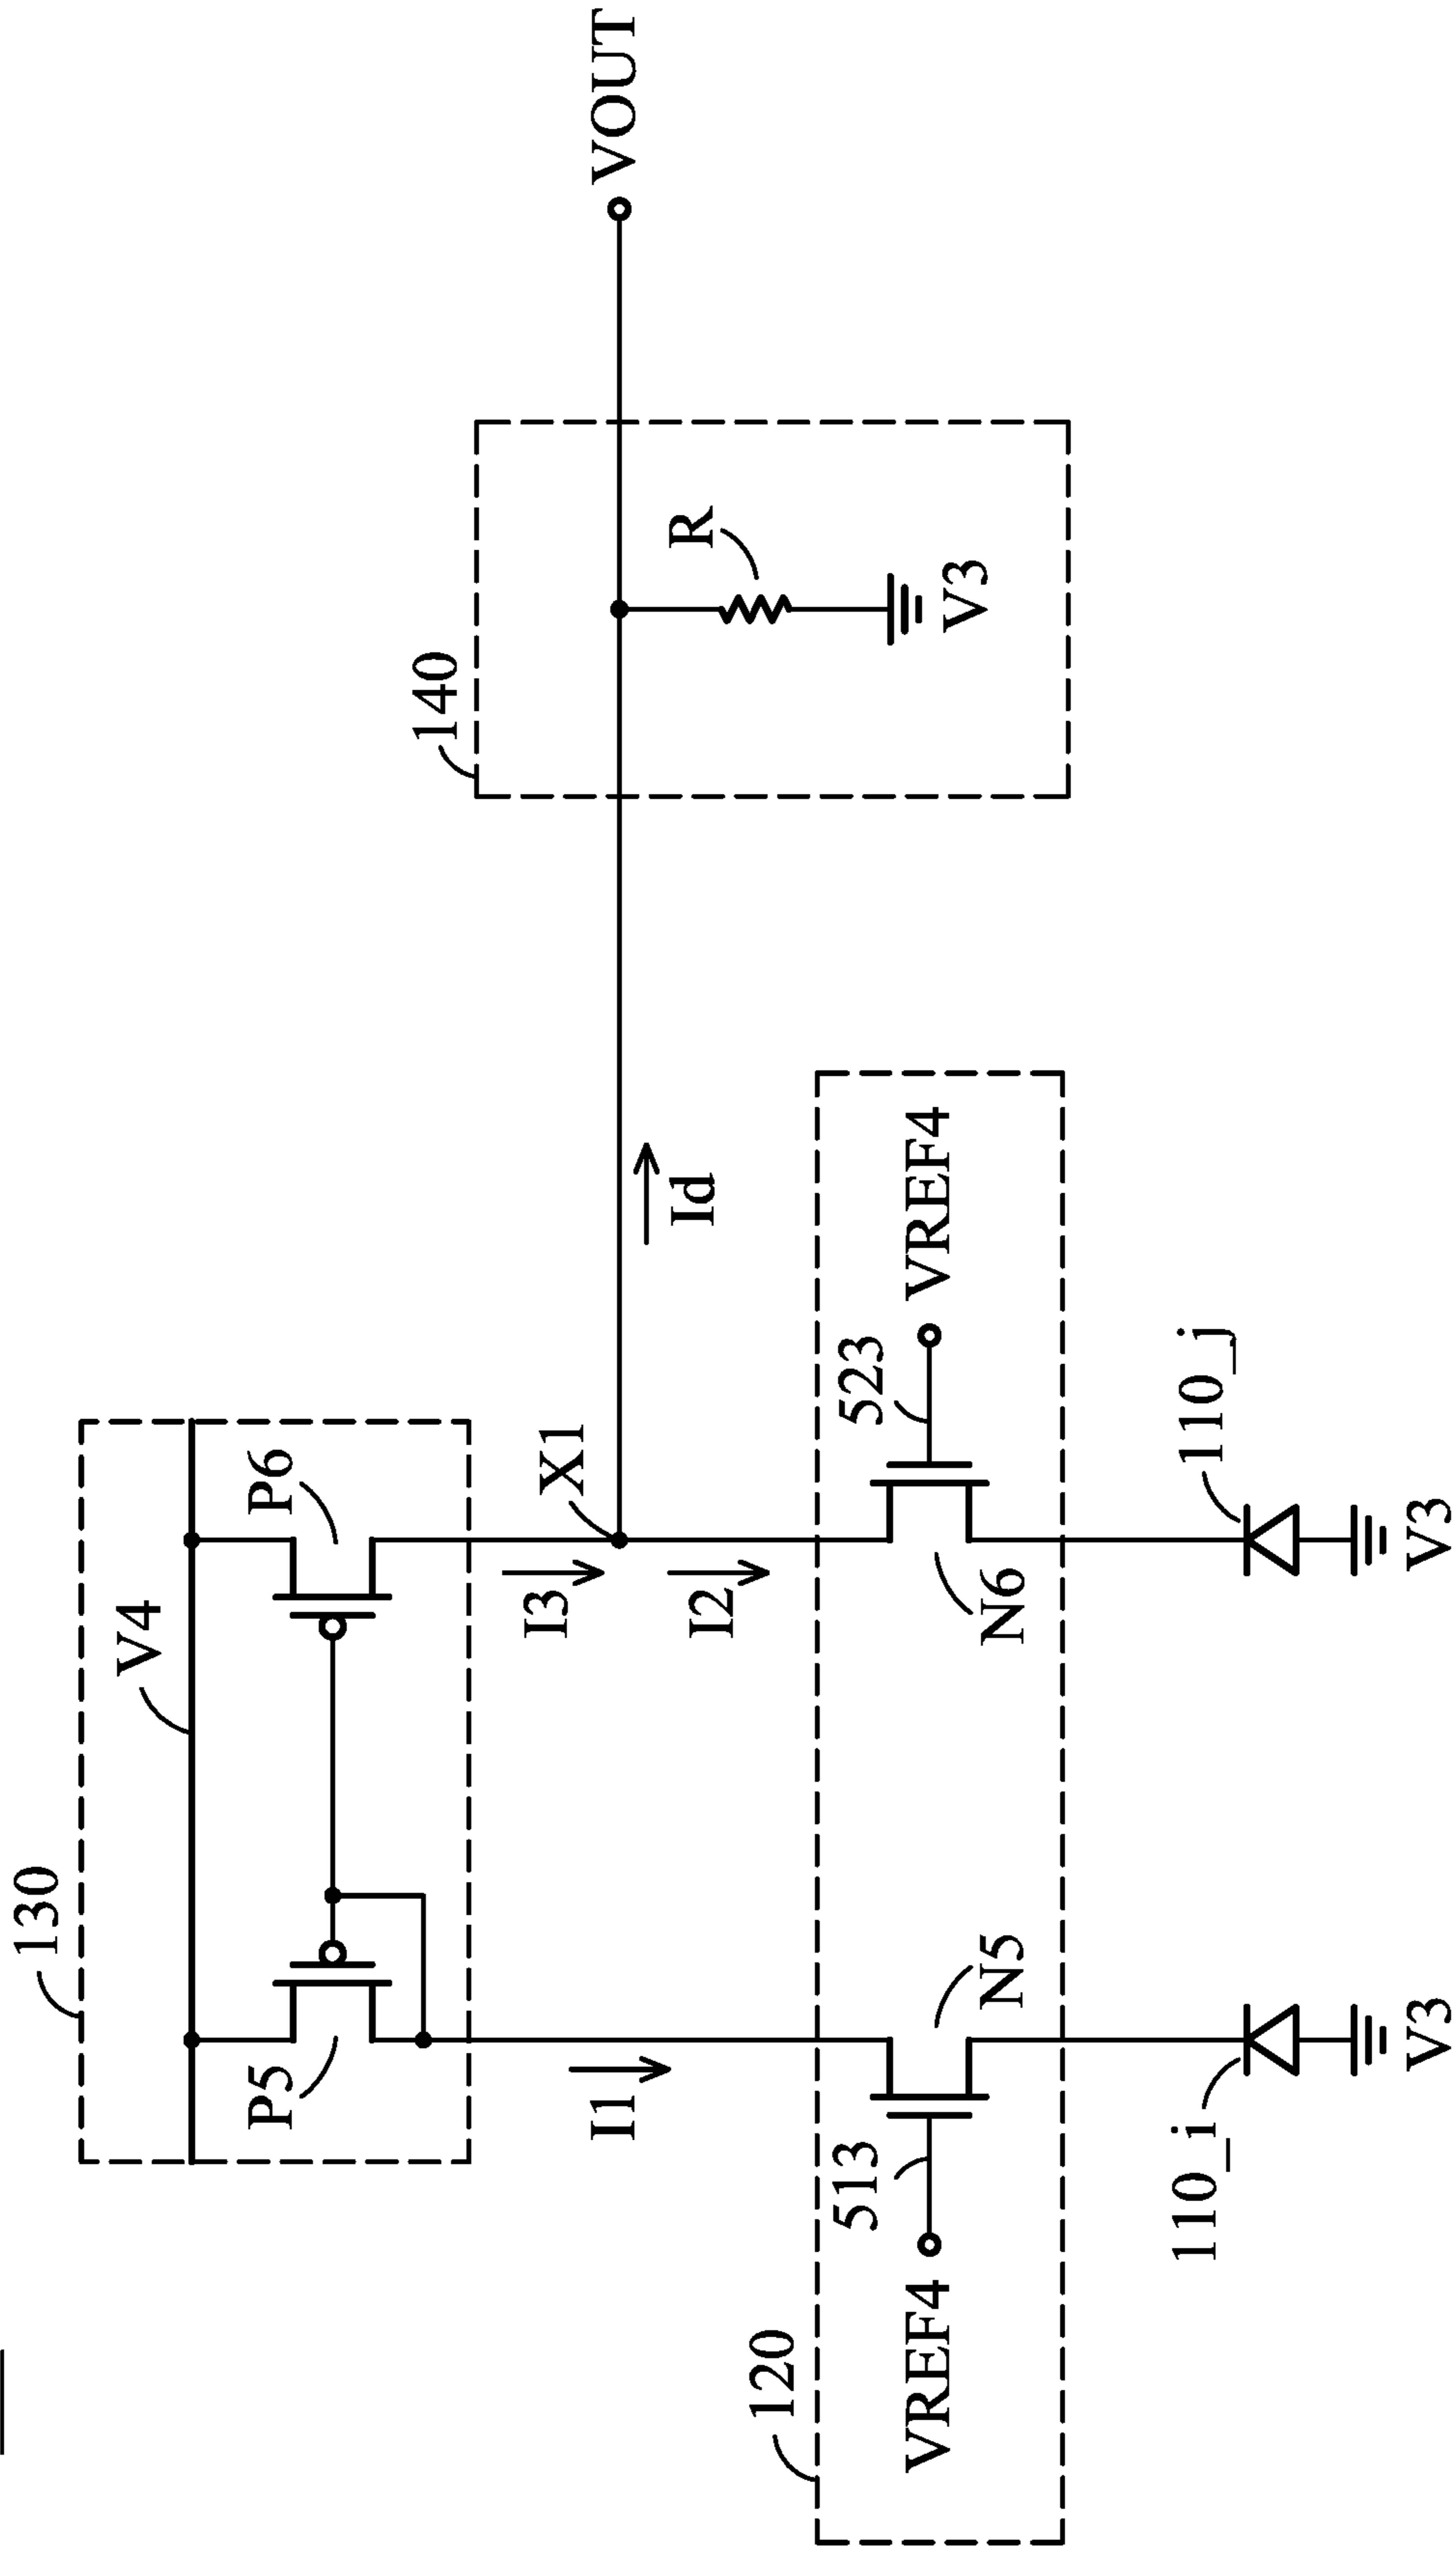 130
V4
P5
P6
I1
I3
X1
I2
Id
140
R
V3
VOUT
120
VREF4
513
N5
N6
523
VREF4
110_i
110_j
V3
V3